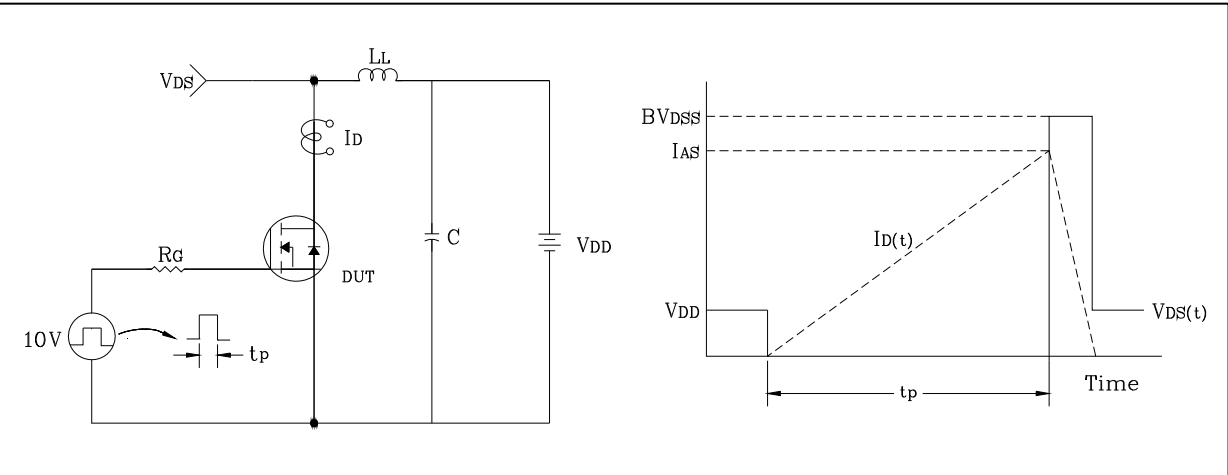 LL
VDS
ID
RG
DUT
C
VDD
10V
tp
BVDSS
IAS
ID(t)
VDD
VDS(t)
Time
tp